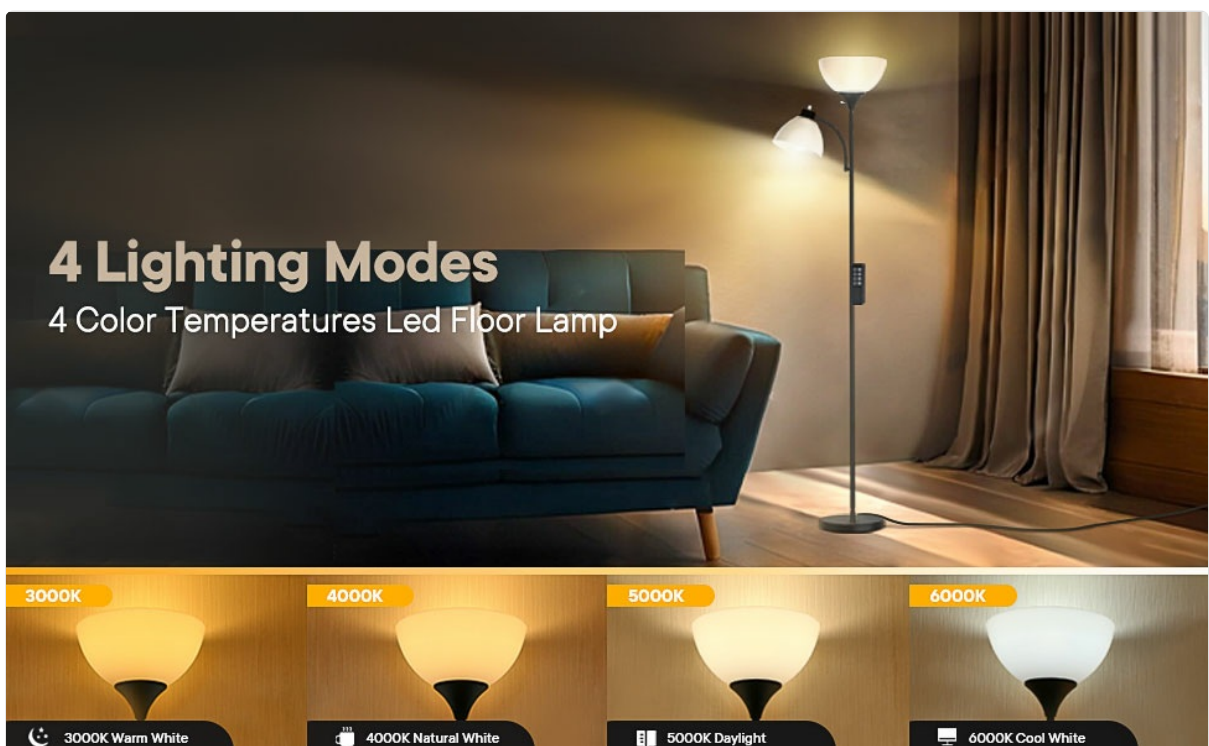 4 Lighting Modes
4 Color Temperatures Led Floor Lamp
3000K
4000K
5000K
6000K
3000K Warm White
4000K Natural White
5000K Daylight
6000K Cool White